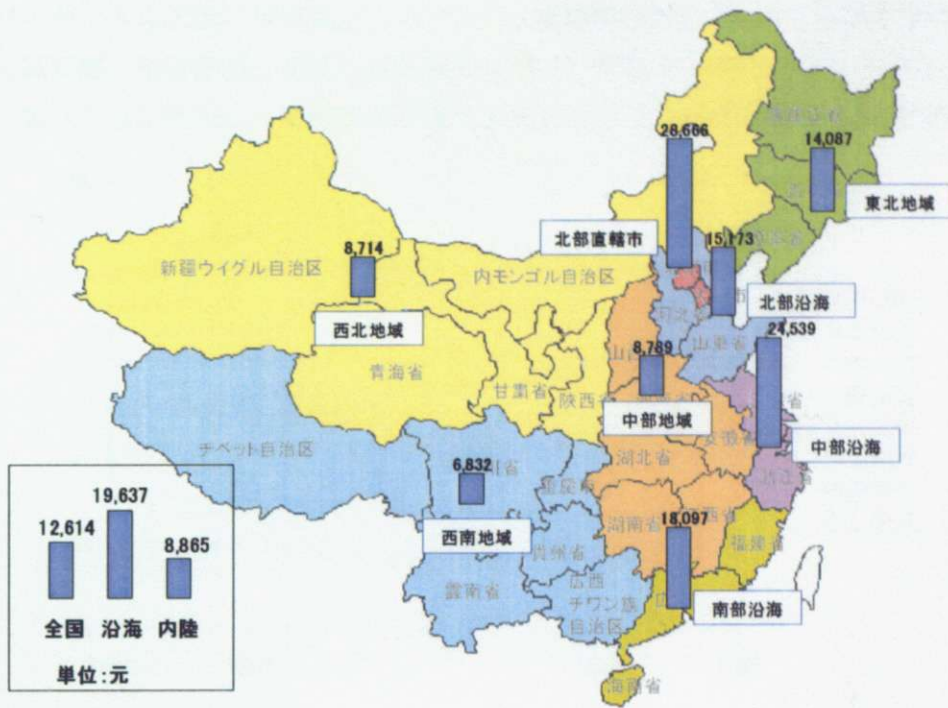 28,666
14,087
東北地域
北部直轄市
15,173
8,714
新疆ウイグル自治区
内モンゴル自治区
北部沿海
西北地域
24,539
山東省
8,789
青海省
甘粛省
陝西省
中部地域
チベット自治区
安徽省
中部沿海
湖北省
6,832
19,637
12,614
8,865
西南地域
湖南省
18,097
貴州省
福建省
雲南省
広西
チワン族
自治区
南部沿海
全国 沿海 内陸
単位:元
海南省